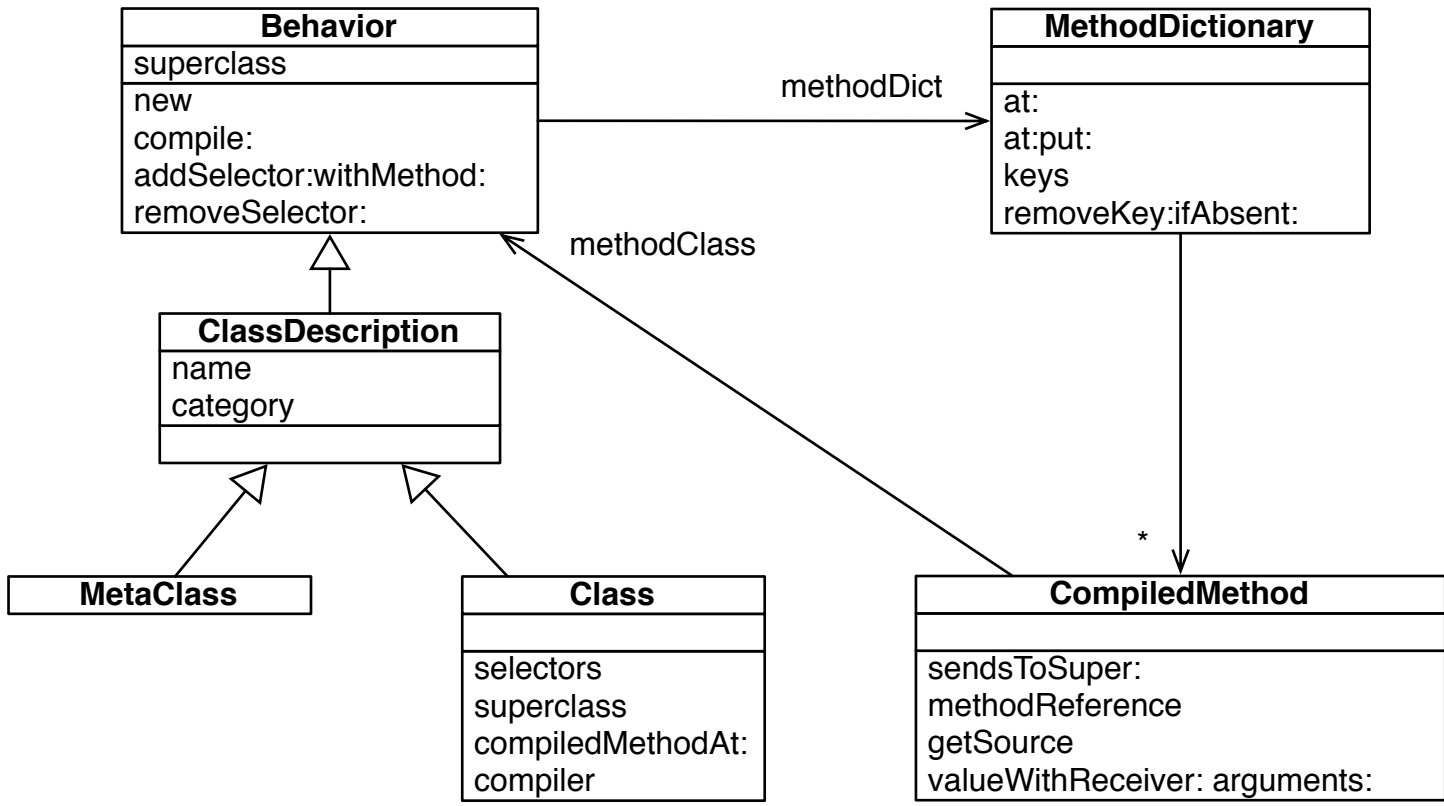 Behavior
superclass
new
compile:
addSelector:withMethod:
removeSelector:
methodDict
MethodDictionary
at:
at:put:
keys
removeKey:ifAbsent:
methodClass
ClassDescription
name
category
*
MetaClass
Class
selectors
superclass
compiledMethodAt:
compiler
CompiledMethod
sendsToSuper:
methodReference
getSource
valueWithReceiver: arguments: